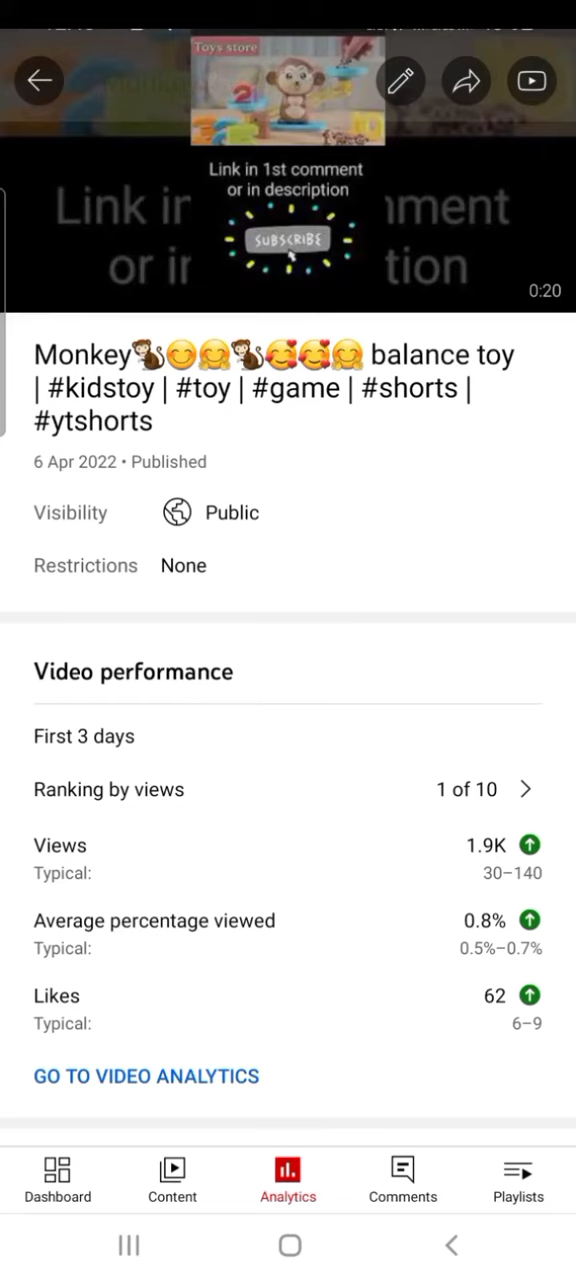 Toys store
Link in 1st comment
or in description
SUBSCRIBE
0:20
Monkey🐒😊🤗🐒🥰🥰🤗 balance toy
| #kidstoy | #toy | #game | #shorts |
#ytshorts
6 Apr 2022 • Published
Visibility Public
Restrictions None
Video performance
First 3 days
Ranking by views 1 of 10
Views 1.9K
Typical: 30–140
Average percentage viewed 0.8%
Typical: 0.5%–0.7%
Likes 62
Typical: 6–9
GO TO VIDEO ANALYTICS
Dashboard Content Analytics Comments Playlists